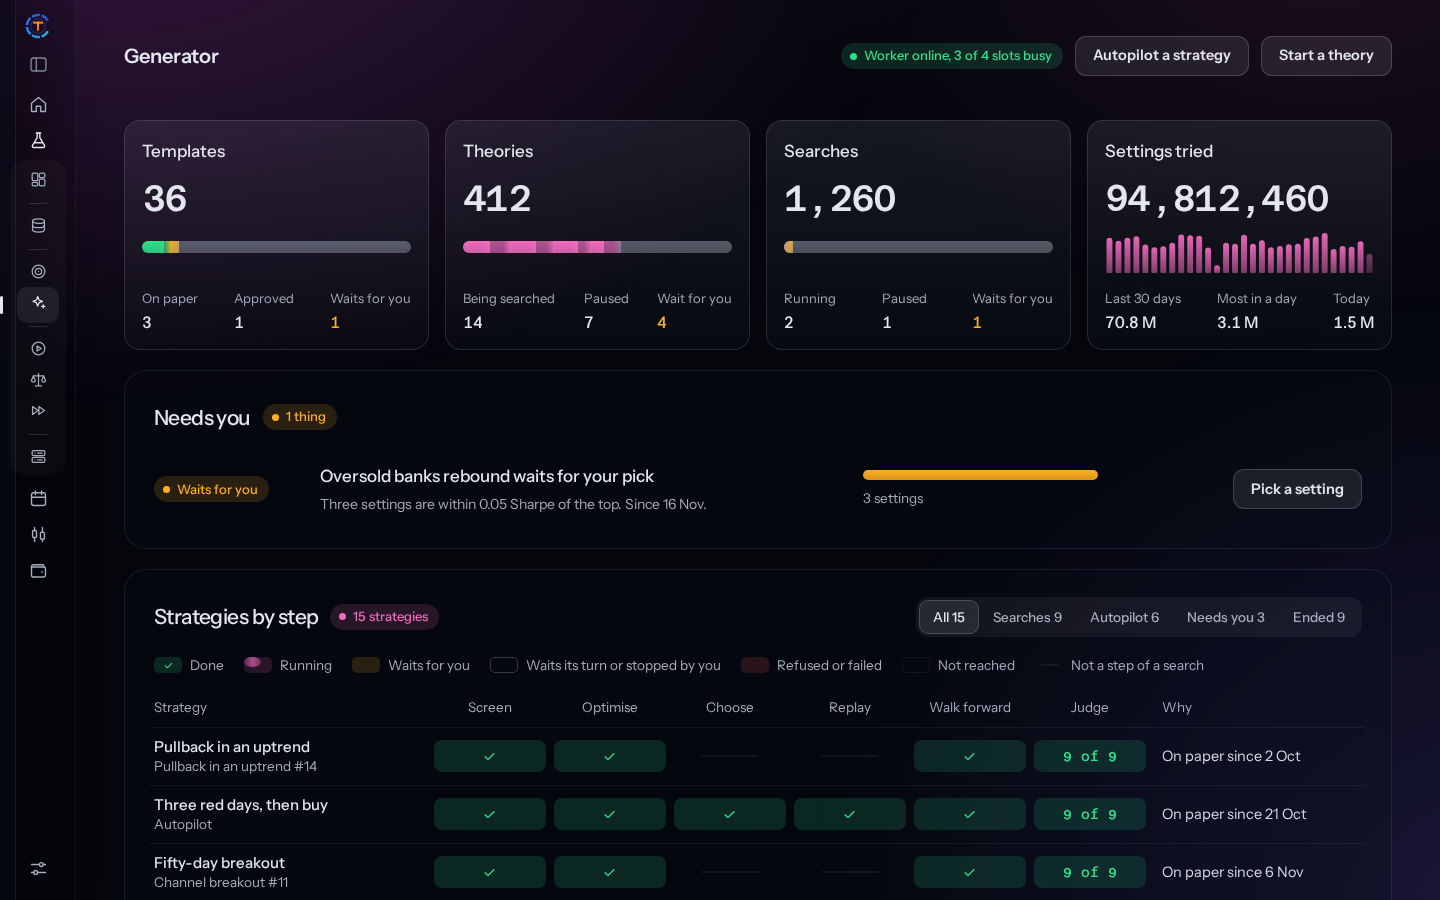 T
Generator
Worker online, 3 of 4 slots busy
Autopilot a strategy
Start a theory
Templates
36
On paper Approved Waits for you
3 1 1
Theories
412
Being searched Paused Wait for you
14 7 4
Searches
1,260
Running Paused Waits for you
2 1 1
Settings tried
94,812,460
Last 30 days Most in a day Today
70.8 M 3.1 M 1.5 M
Needs you 1 thing
Waits for you
Oversold banks rebound waits for your pick
Three settings are within 0.05 Sharpe of the top. Since 16 Nov.
3 settings
Pick a setting
Strategies by step 15 strategies
All 15 Searches 9 Autopilot 6 Needs you 3 Ended 9
Done Running Waits for you Waits its turn or stopped by you Refused or failed Not reached Not a step of a search
Strategy Screen Optimise Choose Replay Walk forward Judge Why
Pullback in an uptrend
Pullback in an uptrend #14
9 of 9 On paper since 2 Oct
Three red days, then buy
Autopilot
9 of 9 On paper since 21 Oct
Fifty-day breakout
Channel breakout #11
9 of 9 On paper since 6 Nov